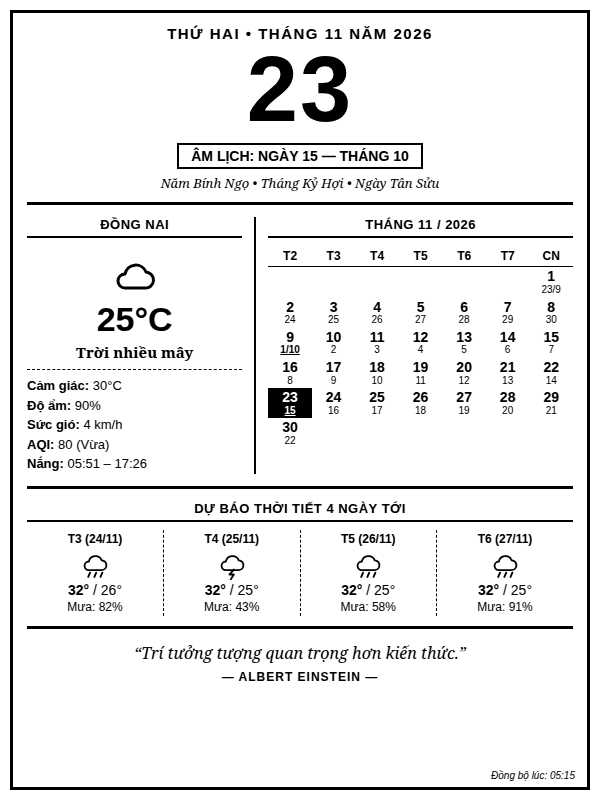 THỨ HAI • THÁNG 11 NĂM 2026
23
ÂM LỊCH: NGÀY 15 — THÁNG 10
Năm Bính Ngọ • Tháng Kỷ Hợi • Ngày Tân Sửu
ĐỒNG NAI
25°C
Trời nhiều mây
Cảm giác: 30°C
Độ ẩm: 90%
Sức gió: 4 km/h
AQI: 80 (Vừa)
Nắng: 05:51 – 17:26
THÁNG 11 / 2026
T2 T3 T4 T5 T6 T7 CN
1
23/9
2 3 4 5 6 7 8
24 25 26 27 28 29 30
9 10 11 12 13 14 15
1/10 2 3 4 5 6 7
16 17 18 19 20 21 22
8 9 10 11 12 13 14
23 24 25 26 27 28 29
15 16 17 18 19 20 21
30
22
DỰ BÁO THỜI TIẾT 4 NGÀY TỚI
T3 (24/11)
32° / 26°
Mưa: 82%
T4 (25/11)
32° / 25°
Mưa: 43%
T5 (26/11)
32° / 25°
Mưa: 58%
T6 (27/11)
32° / 25°
Mưa: 91%
“Trí tưởng tượng quan trọng hơn kiến thức.”
— ALBERT EINSTEIN —
Đồng bộ lúc: 05:15